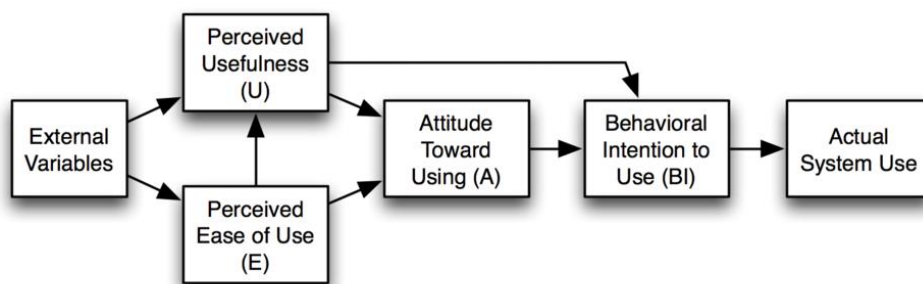 External
Variables
Perceived
Usefulness
(U)
Perceived
Ease of Use
(E)
Attitude
Toward
Using (A)
Behavioral
Intention to
Use (BI)
Actual
System Use